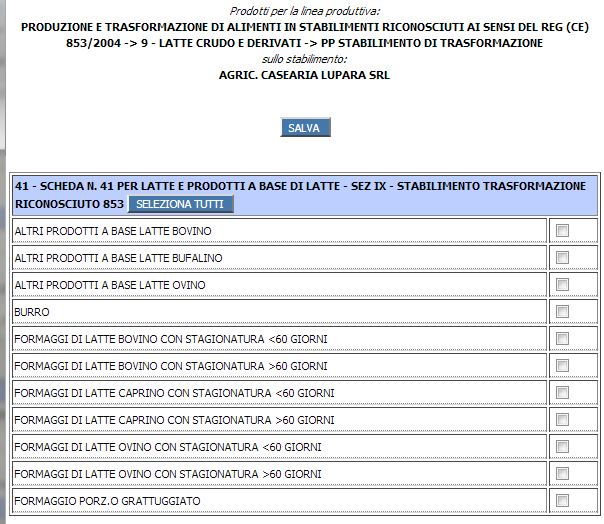 Prodotti per la linea produttiva:
PRODUZIONE E TRASFORMAZIONE DI ALIMENTI IN STABILIMENTI RICONOSCIUTI AI SENSI DEL REG (CE)
853/2004 -> 9 - LATTE CRUDO E DERIVATI -> PP STABILIMENTO DI TRASFORMAZIONE
sullo stabilimento:
AGRIC. CASEARIA LUPARA SRL
SALVA
41 - SCHEDA N. 41 PER LATTE E PRODOTTI A BASE DI LATTE - SEZ IX - STABILIMENTO TRASFORMAZIONE
RICONOSCIUTO 853 SELEZIONA TUTTI
ALTRI PRODOTTI A BASE LATTE BOVINO
ALTRI PRODOTTI A BASE LATTE BUFALINO
ALTRI PRODOTTI A BASE LATTE OVINO
BURRO
FORMAGGI DI LATTE BOVINO CON STAGIONATURA <60 GIORNI
FORMAGGI DI LATTE BOVINO CON STAGIONATURA >60 GIORNI
FORMAGGI DI LATTE CAPRINO CON STAGIONATURA <60 GIORNI
FORMAGGI DI LATTE CAPRINO CON STAGIONATURA >60 GIORNI
FORMAGGI DI LATTE OVINO CON STAGIONATURA <60 GIORNI
FORMAGGI DI LATTE OVINO CON STAGIONATURA >60 GIORNI
FORMAGGIO PORZ.O GRATTUGGIATO